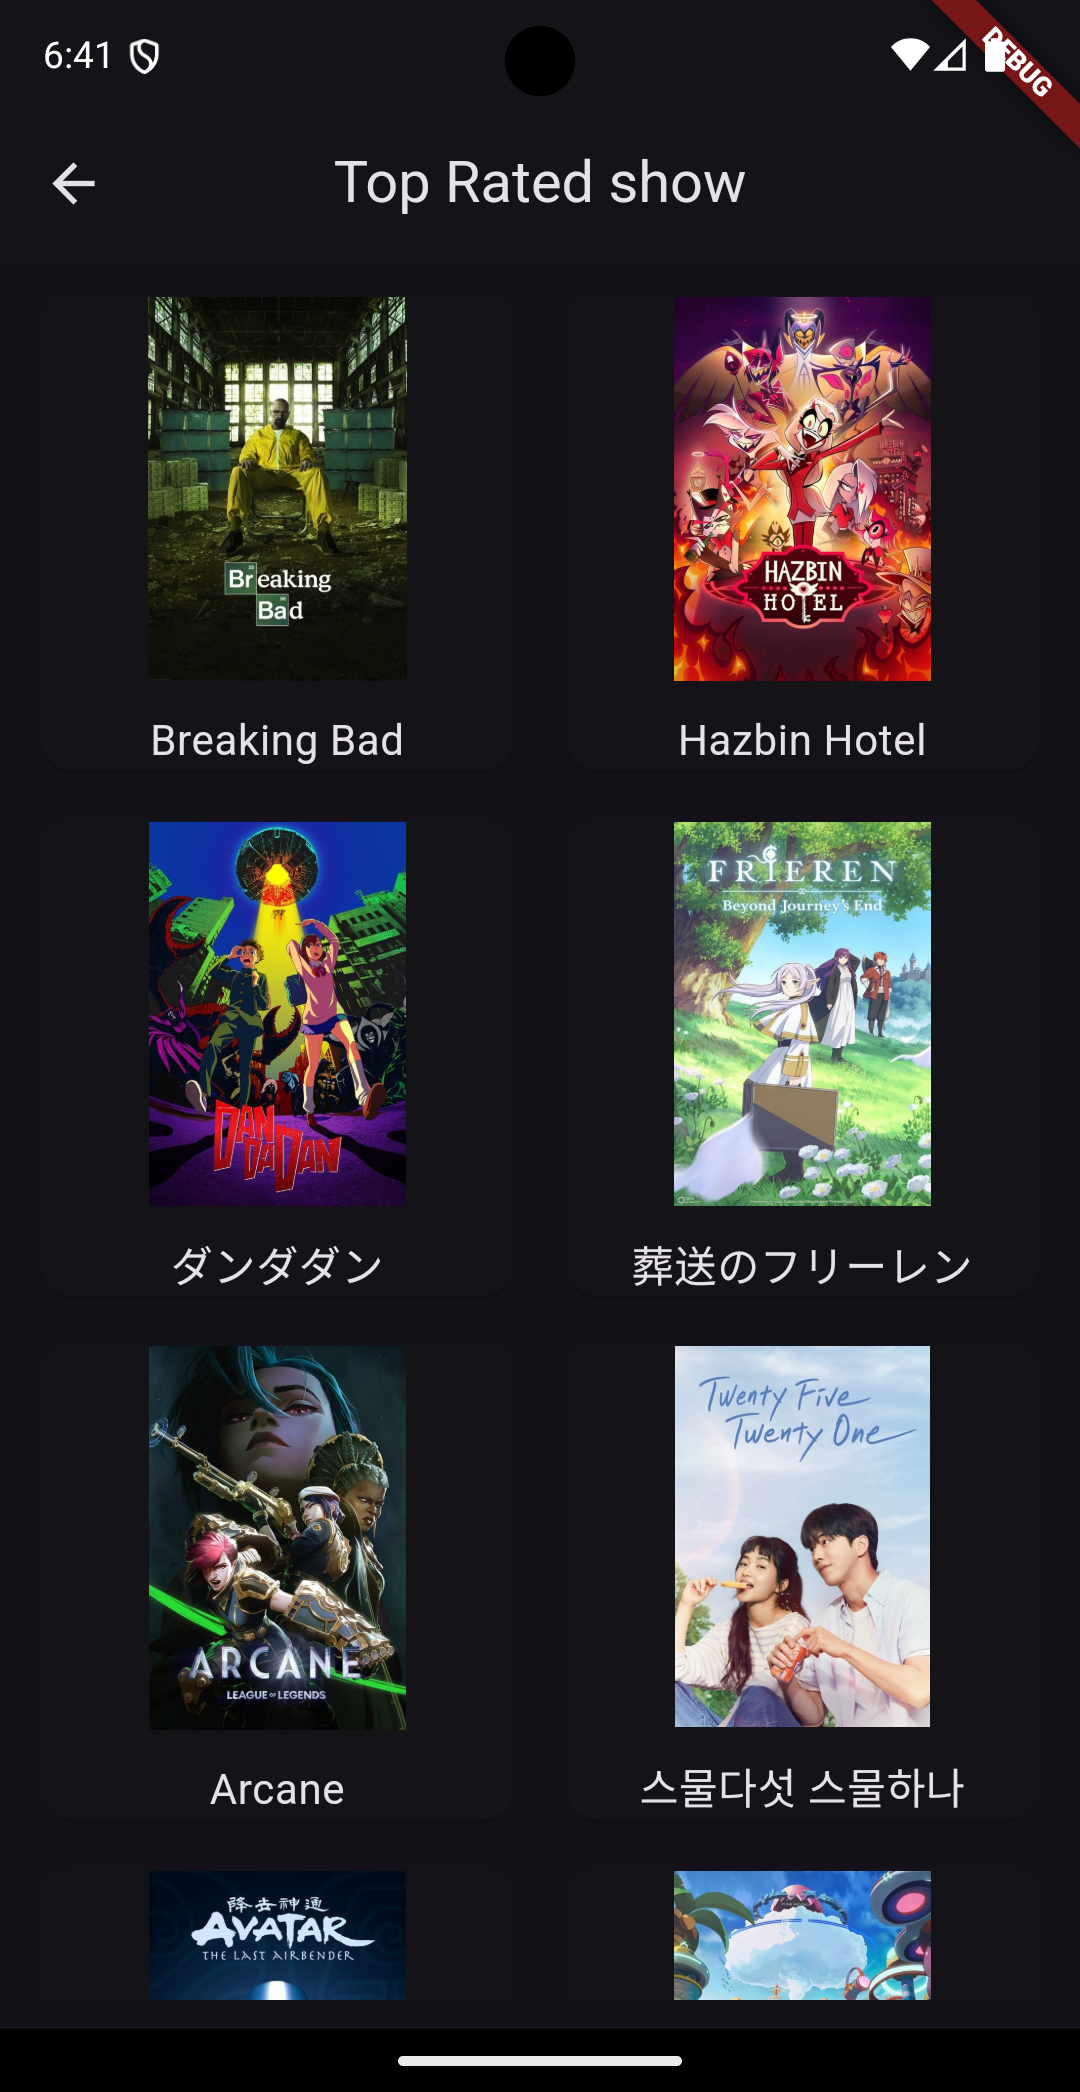 6:41
DEBUG
Top Rated show
Breaking
Bad
HAZBIN
HOTEL
Breaking Bad
Hazbin Hotel
DAN
DA DAN
FRIEREN
Beyond Journey's End
ダンダダン
葬送のフリーレン
ARCANE
LEAGUE OF LEGENDS
Twenty Five
Twenty One
Arcane
스물다섯 스물하나
降去神通
AVATAR
THE LAST AIRBENDER